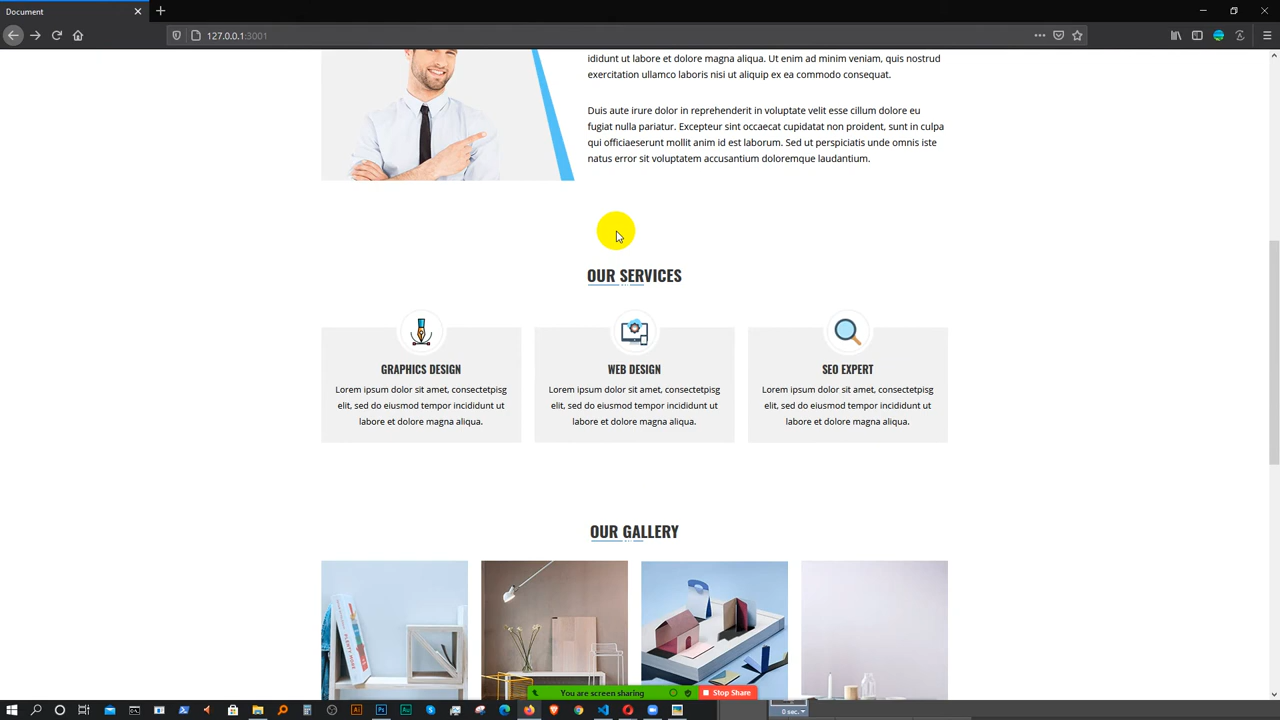 Document
127.0.0.1:3001
ididunt ut labore et dolore magna aliqua. Ut enim ad minim veniam, quis nostrud
exercitation ullamco laboris nisi ut aliquip ex ea commodo consequat.
Duis aute irure dolor in reprehenderit in voluptate velit esse cillum dolore eu
fugiat nulla pariatur. Excepteur sint occaecat cupidatat non proident, sunt in culpa
qui officiaeserunt mollit anim id est laborum. Sed ut perspiciatis unde omnis iste
natus error sit voluptatem accusantium doloremque laudantium.
OUR SERVICES
GRAPHICS DESIGN
Lorem ipsum dolor sit amet, consectetpisg
elit, sed do eiusmod tempor incididunt ut
labore et dolore magna aliqua.
WEB DESIGN
Lorem ipsum dolor sit amet, consectetpisg
elit, sed do eiusmod tempor incididunt ut
labore et dolore magna aliqua.
SEO EXPERT
Lorem ipsum dolor sit amet, consectetpisg
elit, sed do eiusmod tempor incididunt ut
labore et dolore magna aliqua.
OUR GALLERY
You are screen sharing
Stop Share
0 sec.